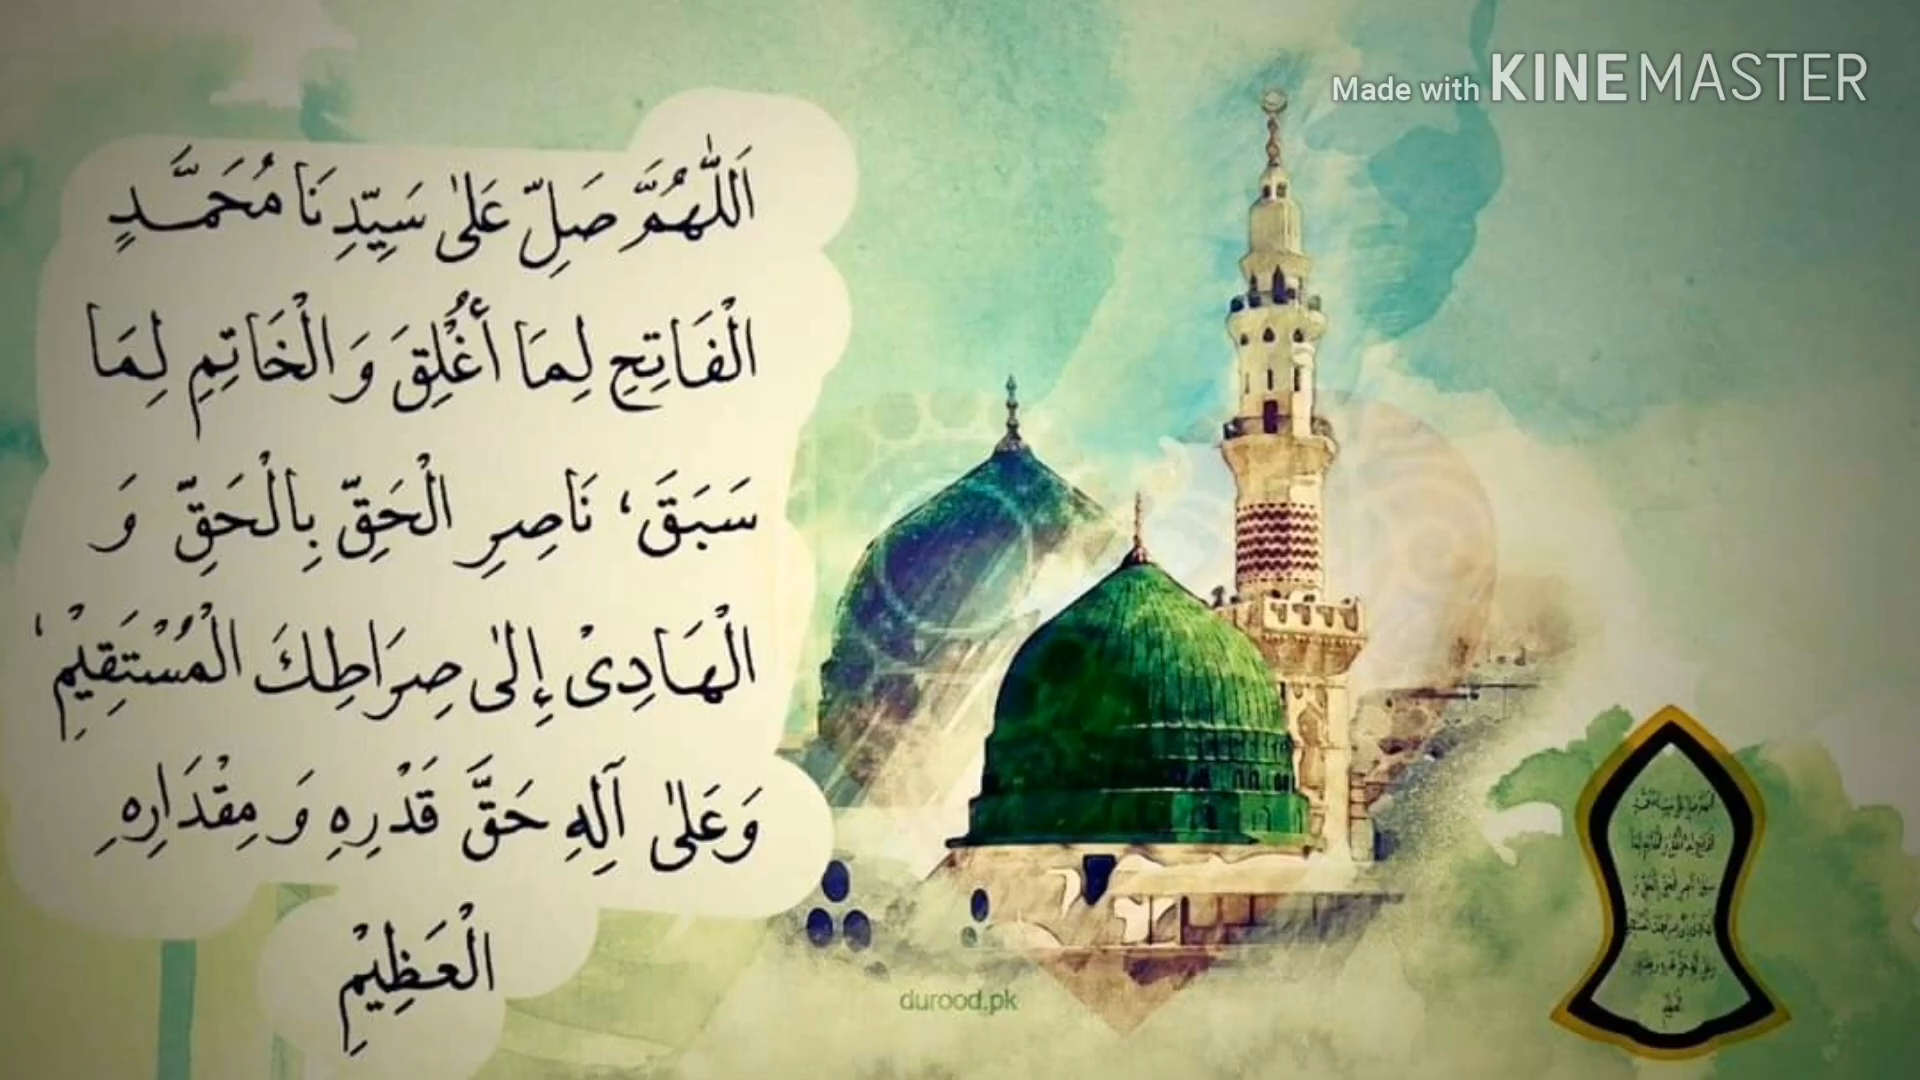 Made with KINEMASTER
اَللّٰهُمَّ صَلِّ عَلٰی سَيِّدِنَا مُحَمَّدٍ
الْفَاتِحِ لِمَا أُغْلِقَ وَ الْخَاتِمِ لِمَا
سَبَقَ، نَاصِرِ الْحَقِّ بِالْحَقِّ وَ
الْهَادِیْ إِلٰی صِرَاطِكَ الْمُسْتَقِيْمِ،
وَعَلٰی آلِهِ حَقَّ قَدْرِهِ وَ مِقْدَارِهِ
الْعَظِيْمِ
durood.pk